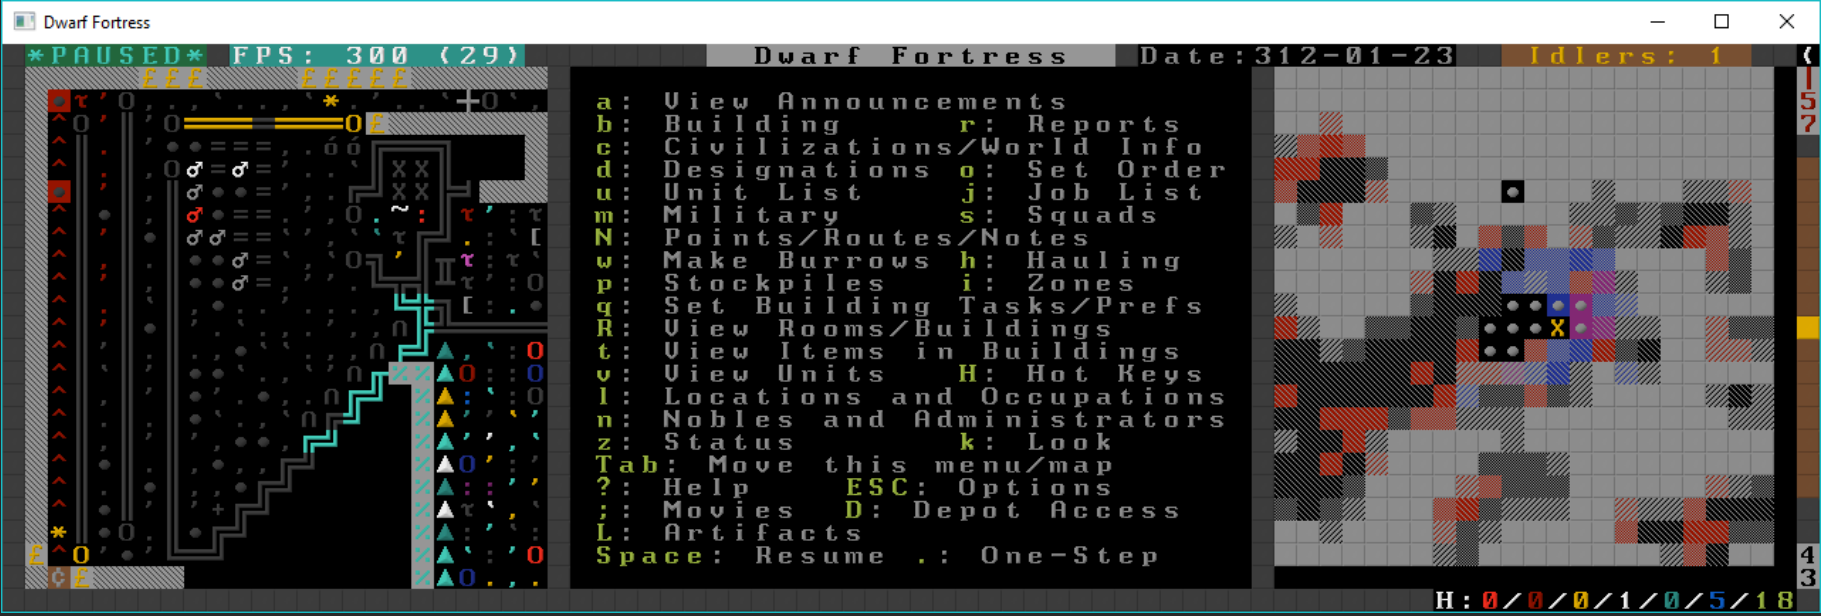 Dwarf Fortress
*PAUSED* FPS: 300 (29) Dwarf Fortress Date:312-01-23 Idlers: 1
a: View Announcements
b: Building r: Reports
c: Civilizations/World Info
d: Designations o: Set Order
u: Unit List j: Job List
m: Military s: Squads
N: Points/Routes/Notes
w: Make Burrows h: Hauling
p: Stockpiles i: Zones
q: Set Building Tasks/Prefs
R: View Rooms/Buildings
t: View Items in Buildings
v: View Units H: Hot Keys
l: Locations and Occupations
n: Nobles and Administrators
z: Status k: Look
Tab: Move this menu/map
?: Help ESC: Options
;: Movies D: Depot Access
L: Artifacts
Space: Resume .: One-Step
157
43
H:0/0/0/1/0/5/18